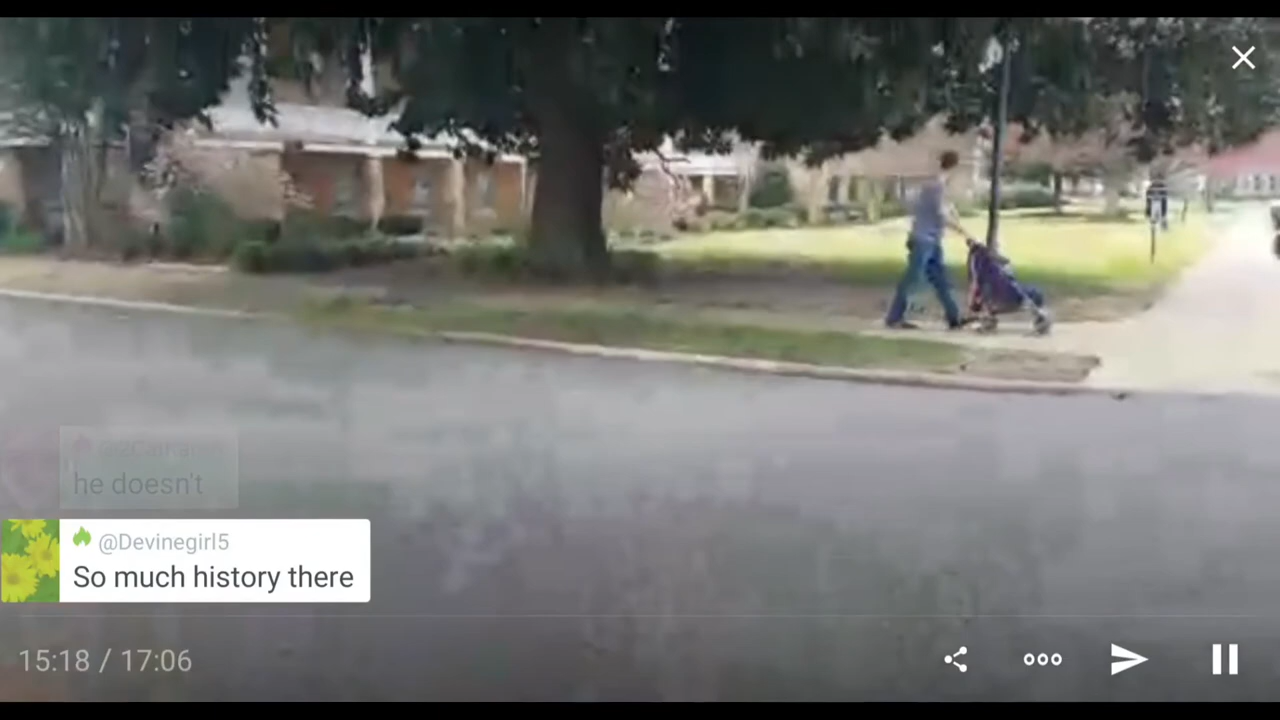 he doesn't
@Devinegirl5
So much history there
15:18 / 17:06